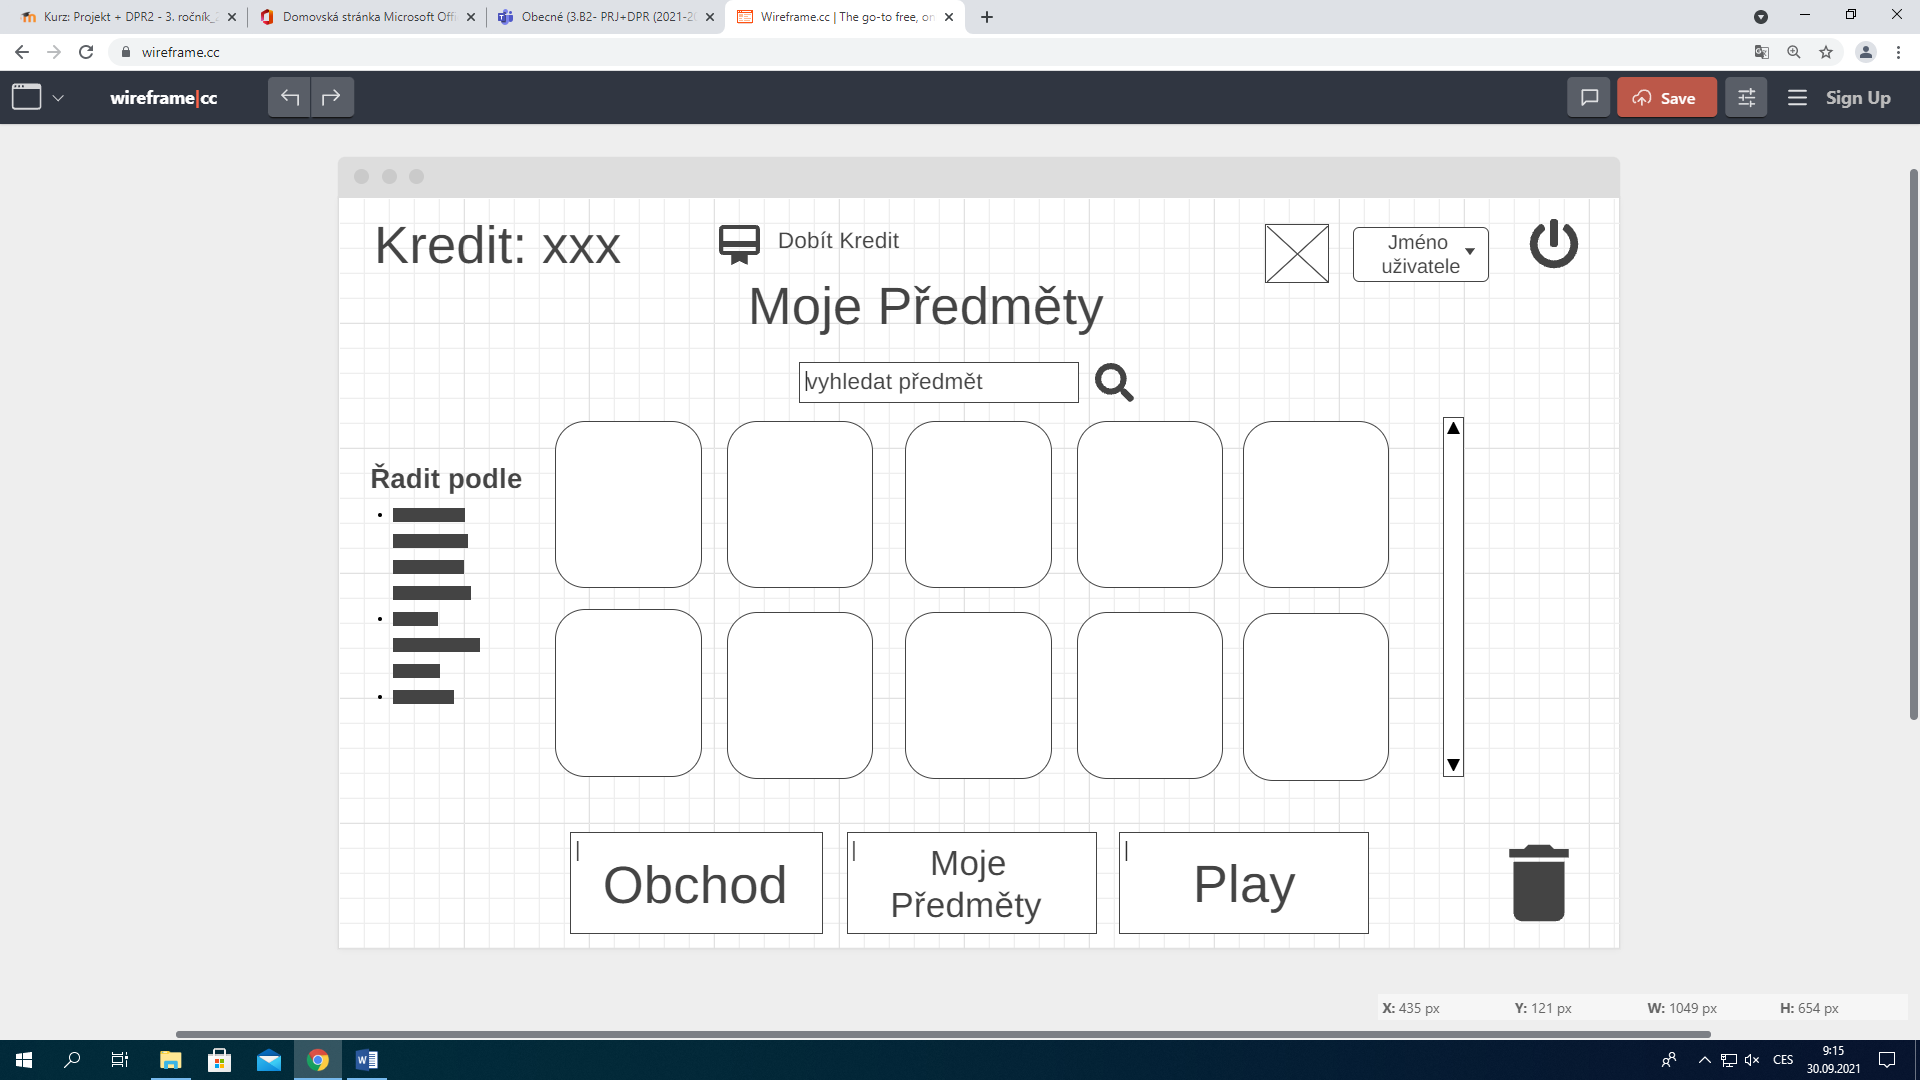 Kurz: Projekt + DPR2 - 3. ročník_2
Domovská stránka Microsoft Offi
Obecné (3.B2- PRJ+DPR (2021-20
Wireframe.cc | The go-to free, on
wireframe.cc
wireframe|cc
Save
Sign Up
Kredit: xxx
Dobít Kredit
Jméno
uživatele
Moje Předměty
vyhledat předmět
Řadit podle
Obchod
Moje
Předměty
Play
X: 435 px
Y: 121 px
W: 1049 px
H: 654 px
CES
9:15
30.09.2021